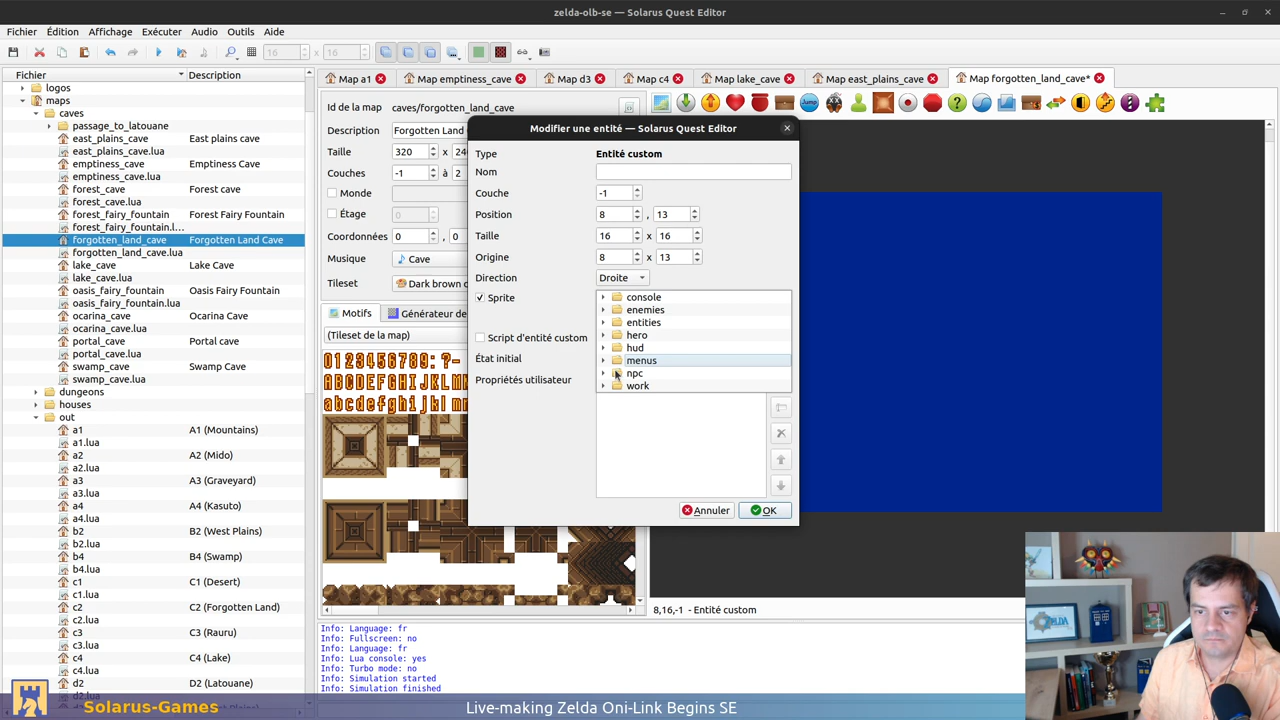 zelda-olb-se — Solarus Quest Editor
Fichier Édition Affichage Exécuter Audio Outils Aide
16 x 16
Fichier Description
logos
maps
caves
passage_to_latouane
east_plains_cave East plains cave
east_plains_cave.lua
emptiness_cave Emptiness Cave
emptiness_cave.lua
forest_cave Forest cave
forest_cave.lua
forest_fairy_fountain Forest Fairy Fountain
forest_fairy_fountain.l...
forgotten_land_cave Forgotten Land Cave
forgotten_land_cave.lua
lake_cave Lake Cave
lake_cave.lua
oasis_fairy_fountain Oasis Fairy Fountain
oasis_fairy_fountain.lua
ocarina_cave Ocarina Cave
ocarina_cave.lua
portal_cave Portal cave
portal_cave.lua
swamp_cave Swamp Cave
swamp_cave.lua
dungeons
houses
out
a1 A1 (Mountains)
a1.lua
a2 A2 (Mido)
a2.lua
a3 A3 (Graveyard)
a3.lua
a4 A4 (Kasuto)
a4.lua
b2 B2 (West Plains)
b2.lua
b4 B4 (Swamp)
b4.lua
c1 C1 (Desert)
c1.lua
c2 C2 (Forgotten Land)
c2.lua
c3 C3 (Rauru)
c3.lua
c4 C4 (Lake)
c4.lua
d2 D2 (Latouane)
d2.lua
Map a1 Map emptiness_cave Map d3 Map c4 Map lake_cave Map east_plains_cave Map forgotten_land_cave*
Id de la map caves/forgotten_land_cave
Description Forgotten Land
Taille 320 x 24
Couches -1 à 2
Monde
Étage 0
Coordonnées 0 , 0
Musique Cave
Tileset Dark brown
Motifs Générateur de
(Tileset de la map)
0123456789:?-
ABCDEFGHIJKLM
abcdefghijklm
Modifier une entité — Solarus Quest Editor
Type Entité custom
Nom
Couche -1
Position 8 , 13
Taille 16 x 16
Origine 8 , 13
Direction Droite
Sprite
Script d'entité custom
État initial
Propriétés utilisateur
console
enemies
entities
hero
hud
menus
npc
work
Annuler OK
Jump
8,16,-1 - Entité custom
Info: Language: fr
Info: Fullscreen: no
Info: Language: fr
Info: Lua console: yes
Info: Turbo mode: no
Info: Simulation started
Info: Simulation finished
Solarus-Games Live-making Zelda Oni-Link Begins SE